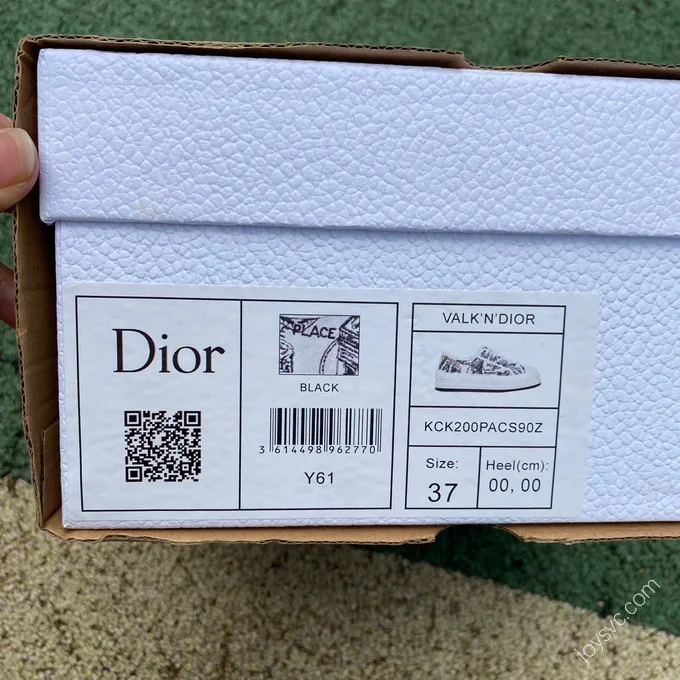 Dior
PLACE
BLACK
3 614498 962770
Y61
VALK'N'DIOR
KCK200PACS90Z
Size:
37
Heel(cm):
00, 00
joysvc.com